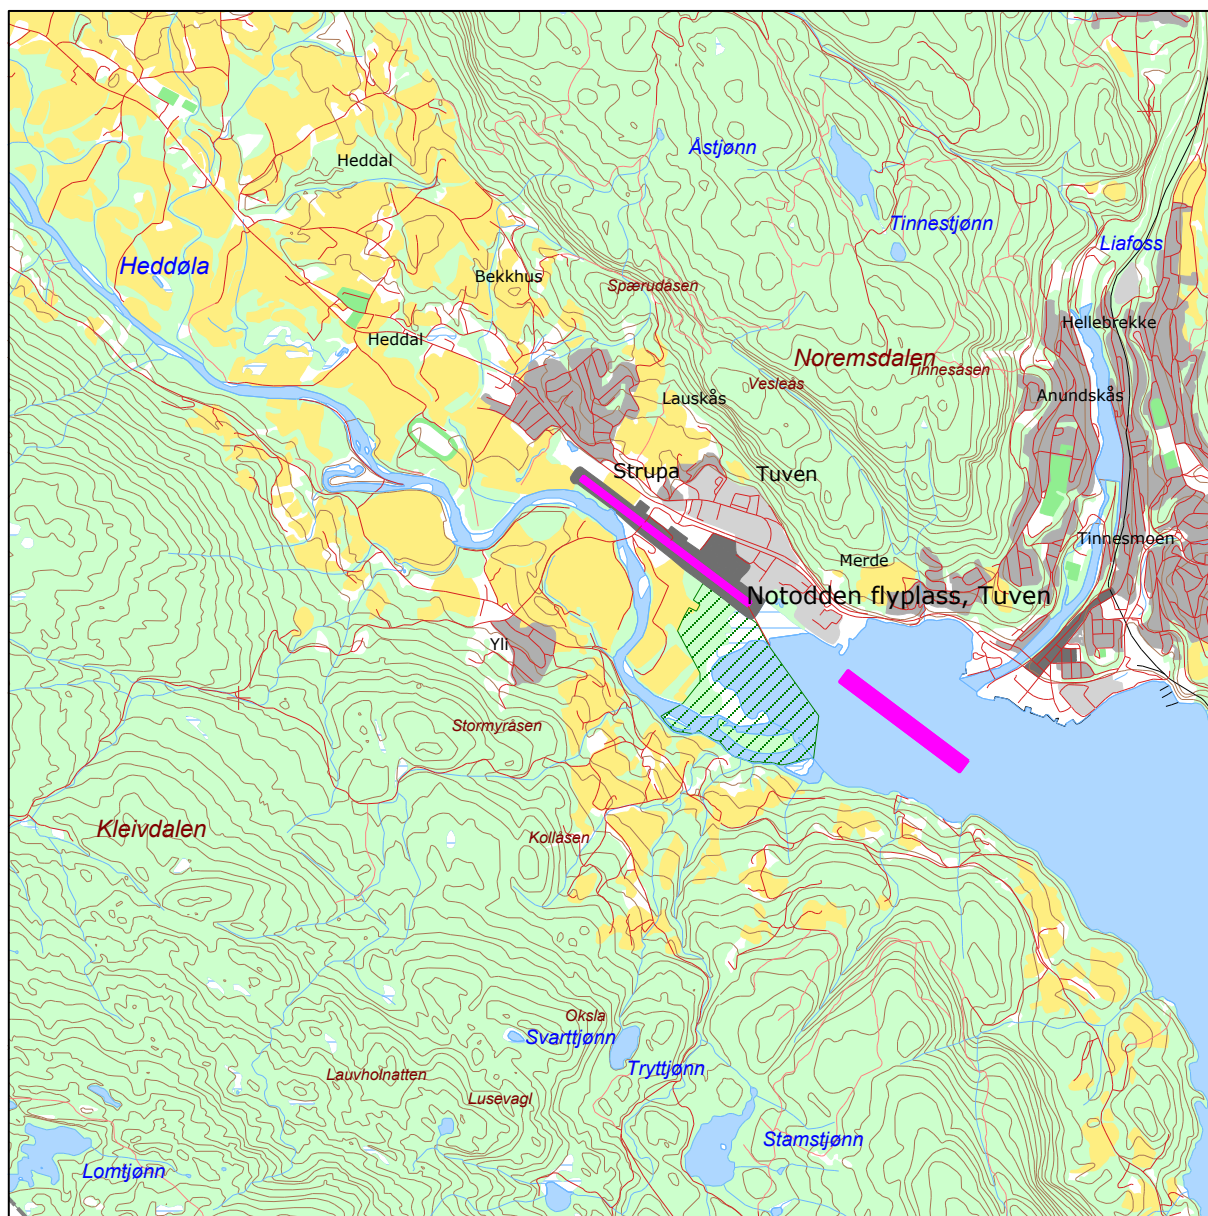 Åstjønn
Heddal
Tinnestjønn
Liafoss
Heddøla
Bekkhus
Spærudåsen
Hellebrekke
Heddal
Noremsdalen
Tinnesåsen
Vesleås
Anundskås
Lauskås
Strupa
Tuven
Tinnesmoen
Merde
Notodden flyplass, Tuven
Yli
Stormyråsen
Kleivdalen
Kollåsen
Oksla
Svarttjønn
Tryttjønn
Lauvholnatten
Lusevagl
Stamstjønn
Lomtjønn